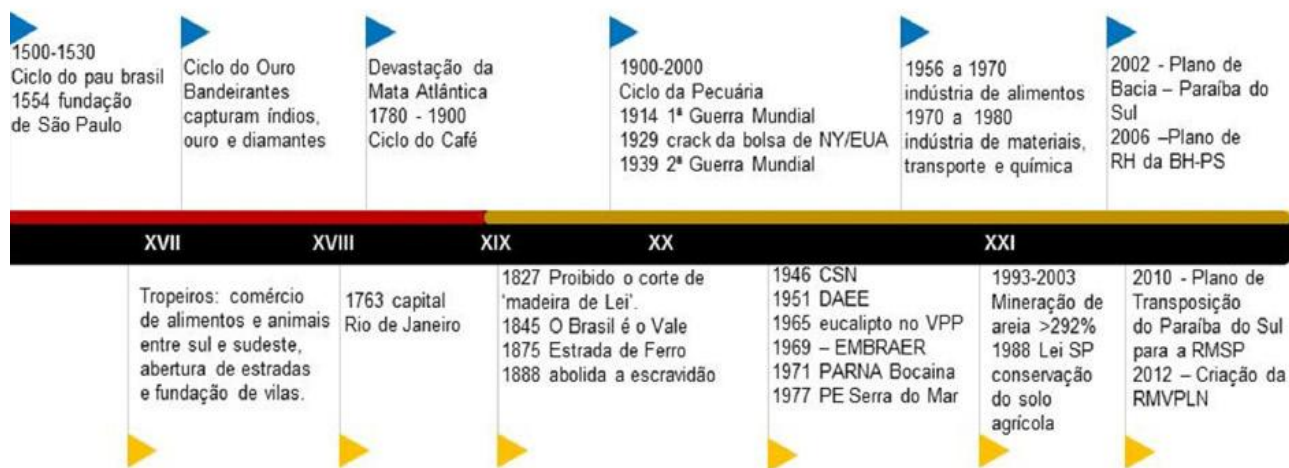 1500-1530
Ciclo do pau brasil
1554 fundação
de São Paulo
Ciclo do Ouro
Bandeirantes
capturam índios,
ouro e diamantes
Devastação da
Mata Atlântica
1780 - 1900
Ciclo do Café
1900-2000
Ciclo da Pecuária
1914 1ª Guerra Mundial
1929 crack da bolsa de NY/EUA
1939 2ª Guerra Mundial
1956 a 1970
indústria de alimentos
1970 a 1980
indústria de materiais,
transporte e química
2002 - Plano de
Bacia – Paraíba do
Sul
2006 –Plano de
RH da BH-PS
XVII XVIII XIX XX XXI
Tropeiros: comércio
de alimentos e animais
entre sul e sudeste,
abertura de estradas
e fundação de vilas.
1763 capital
Rio de Janeiro
1827 Proibido o corte de
'madeira de Lei'.
1845 O Brasil é o Vale
1875 Estrada de Ferro
1888 abolida a escravidão
1946 CSN
1951 DAEE
1965 eucalipto no VPP
1969 – EMBRAER
1971 PARNA Bocaina
1977 PE Serra do Mar
1993-2003
Mineração de
areia >292%
1988 Lei SP
conservação
do solo
agrícola
2010 - Plano de
Transposição
do Paraíba do Sul
para a RMSP
2012 – Criação da
RMVPLN